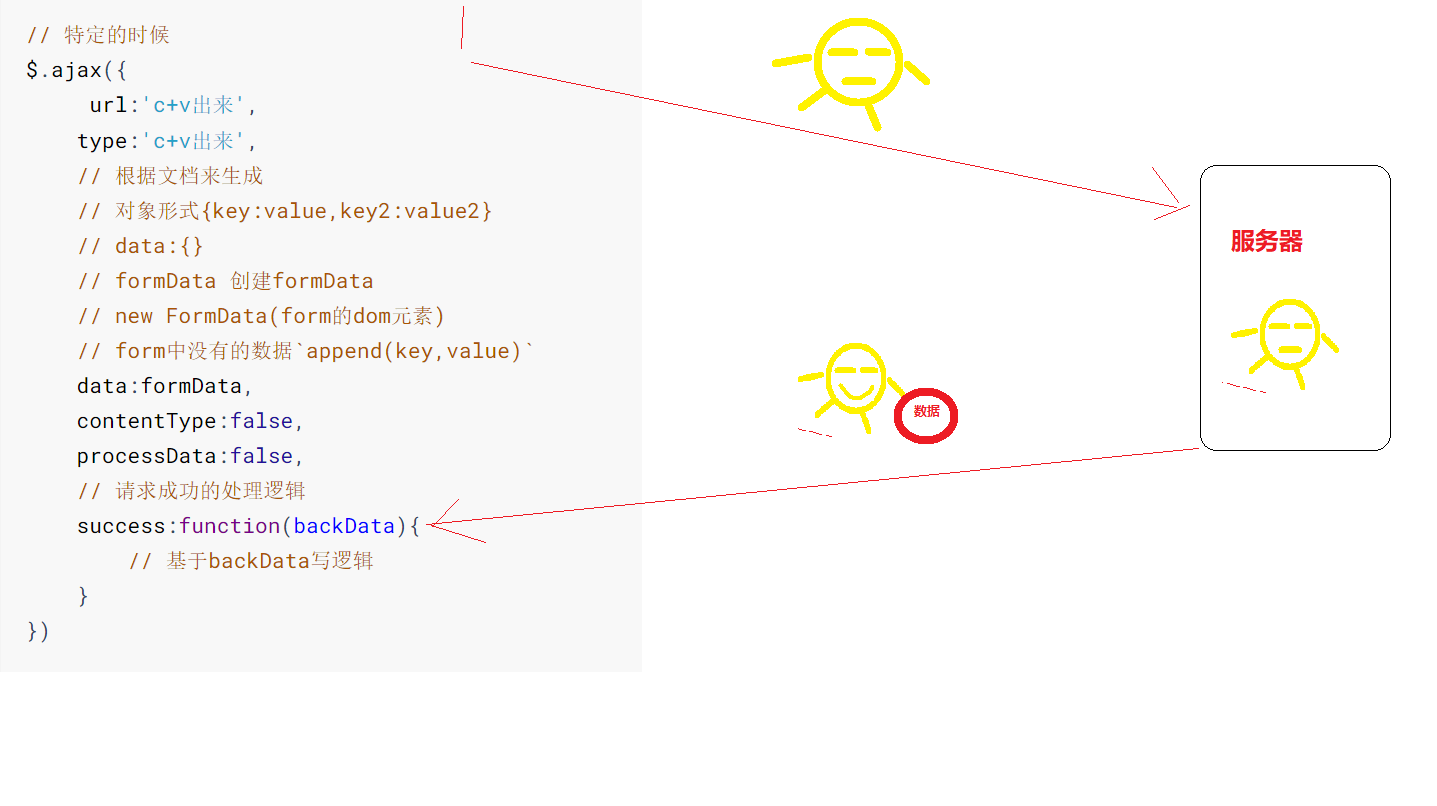 // 特定的时候
$.ajax({
url:'c+v出来',
type:'c+v出来',
// 根据文档来生成
// 对象形式{key:value,key2:value2}
// data:{}
// formData 创建formData
// new FormData(form的dom元素)
// form中没有的数据`append(key,value)`
data:formData,
contentType:false,
processData:false,
// 请求成功的处理逻辑
success:function(backData){
// 基于backData写逻辑
}
})
服务器
数据